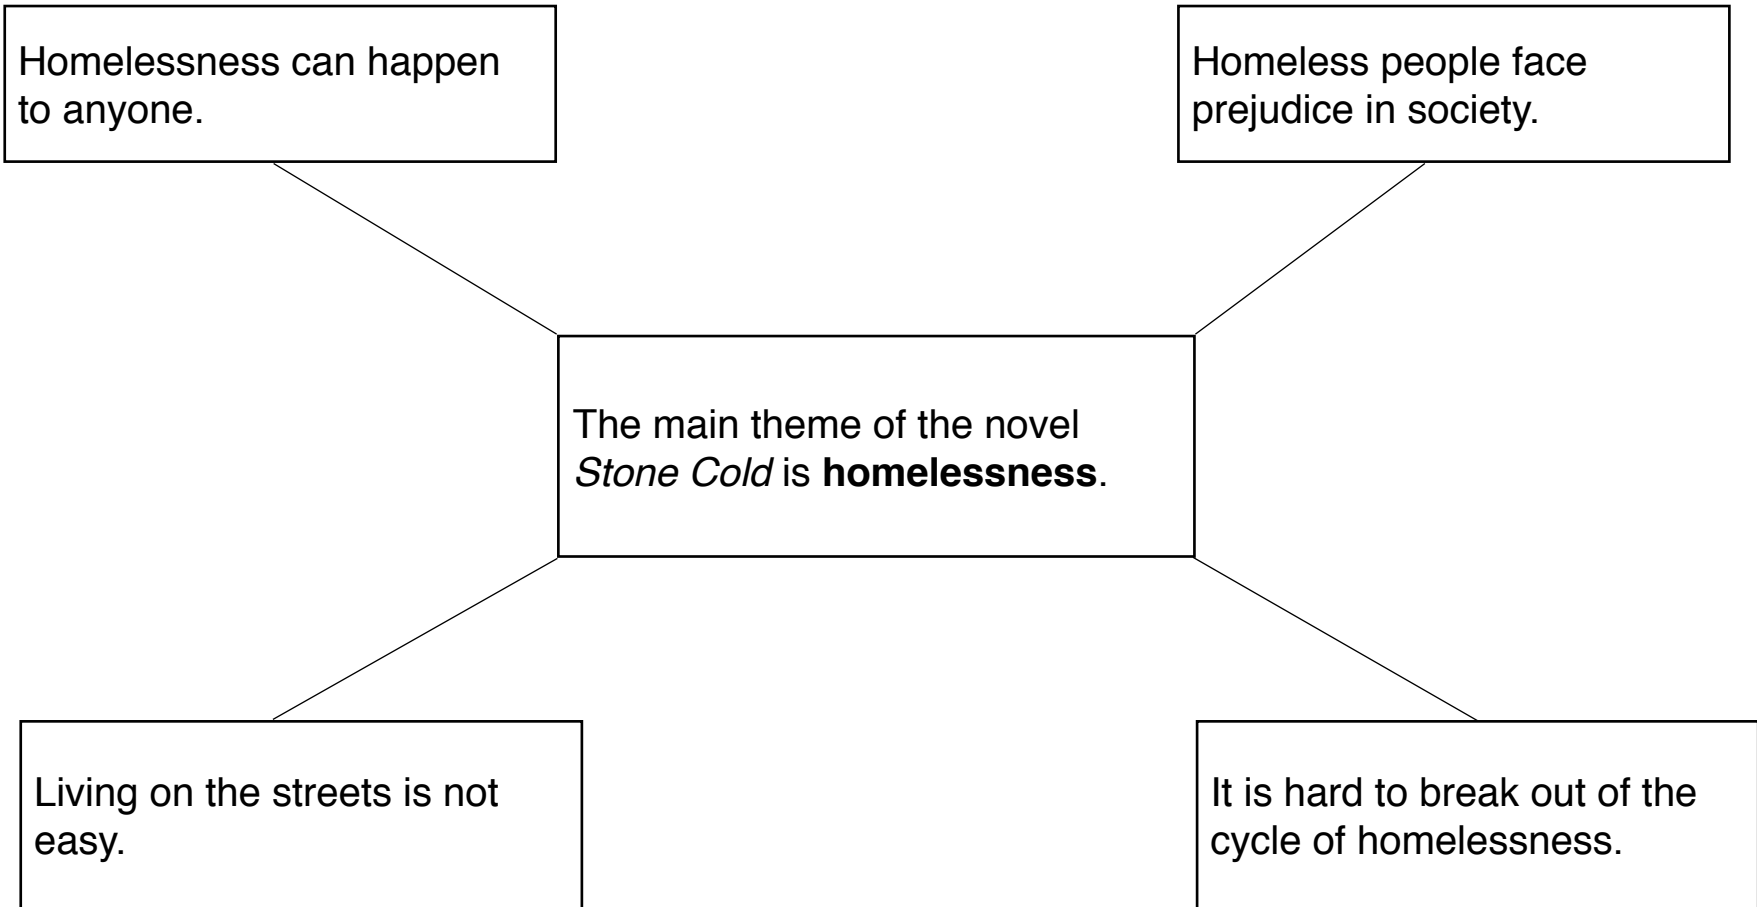 Homelessness can happen
to anyone.
Homeless people face
prejudice in society.
The main theme of the novel
Stone Cold is homelessness.
Living on the streets is not
easy.
It is hard to break out of the
cycle of homelessness.